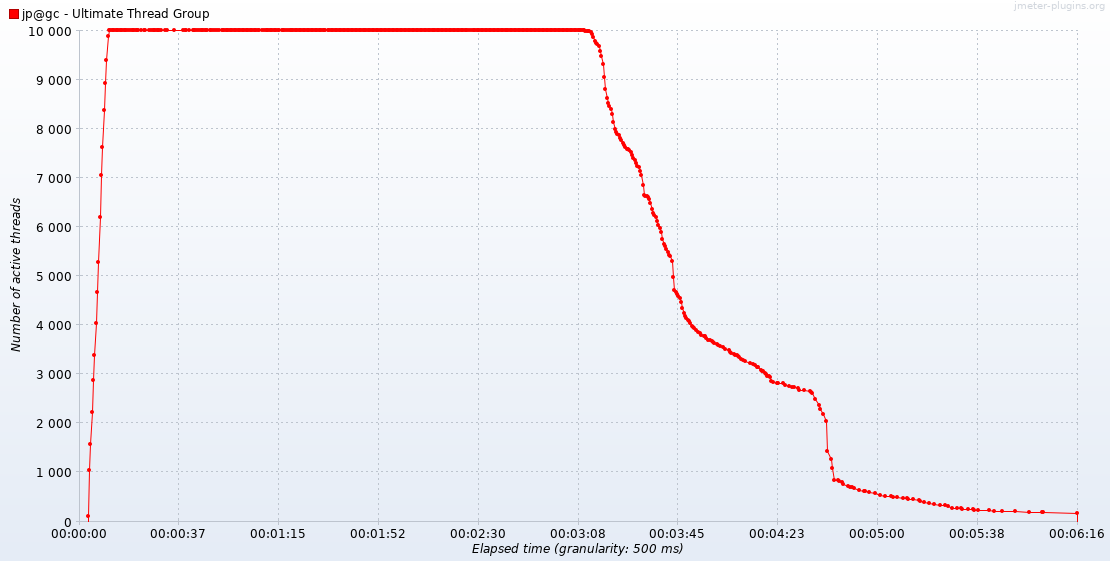 jmeter-plugins.org
jp@gc - Ultimate Thread Group
10 000
9 000
8 000
7 000
6 000
5 000
4 000
3 000
2 000
1 000
0
Number of active threads
00:00:00 00:00:37 00:01:15 00:01:52 00:02:30 00:03:08 00:03:45 00:04:23 00:05:00 00:05:38 00:06:16
Elapsed time (granularity: 500 ms)